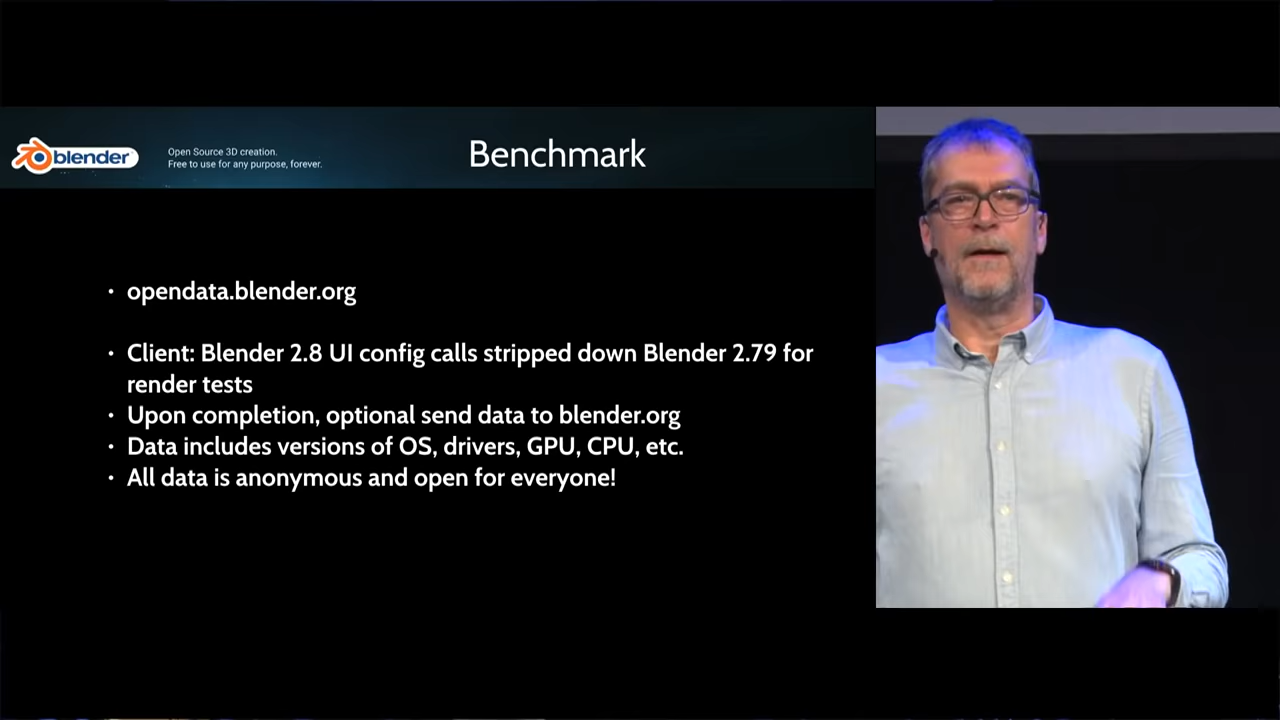 blender
Open Source 3D creation.
Free to use for any purpose, forever.
Benchmark
• opendata.blender.org
• Client: Blender 2.8 UI config calls stripped down Blender 2.79 for
render tests
• Upon completion, optional send data to blender.org
• Data includes versions of OS, drivers, GPU, CPU, etc.
• All data is anonymous and open for everyone!